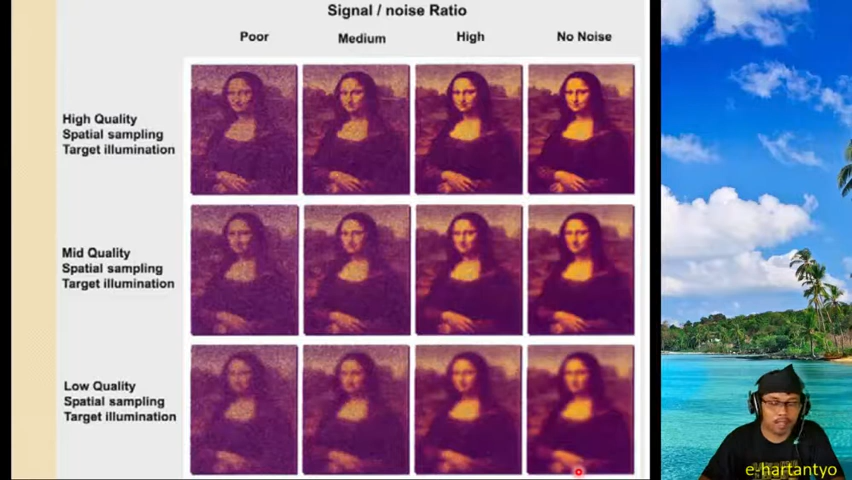 Signal / noise Ratio
Poor
Medium
High
No Noise
High Quality
Spatial sampling
Target illumination
Mid Quality
Spatial sampling
Target illumination
Low Quality
Spatial sampling
Target illumination
e-hartantyo